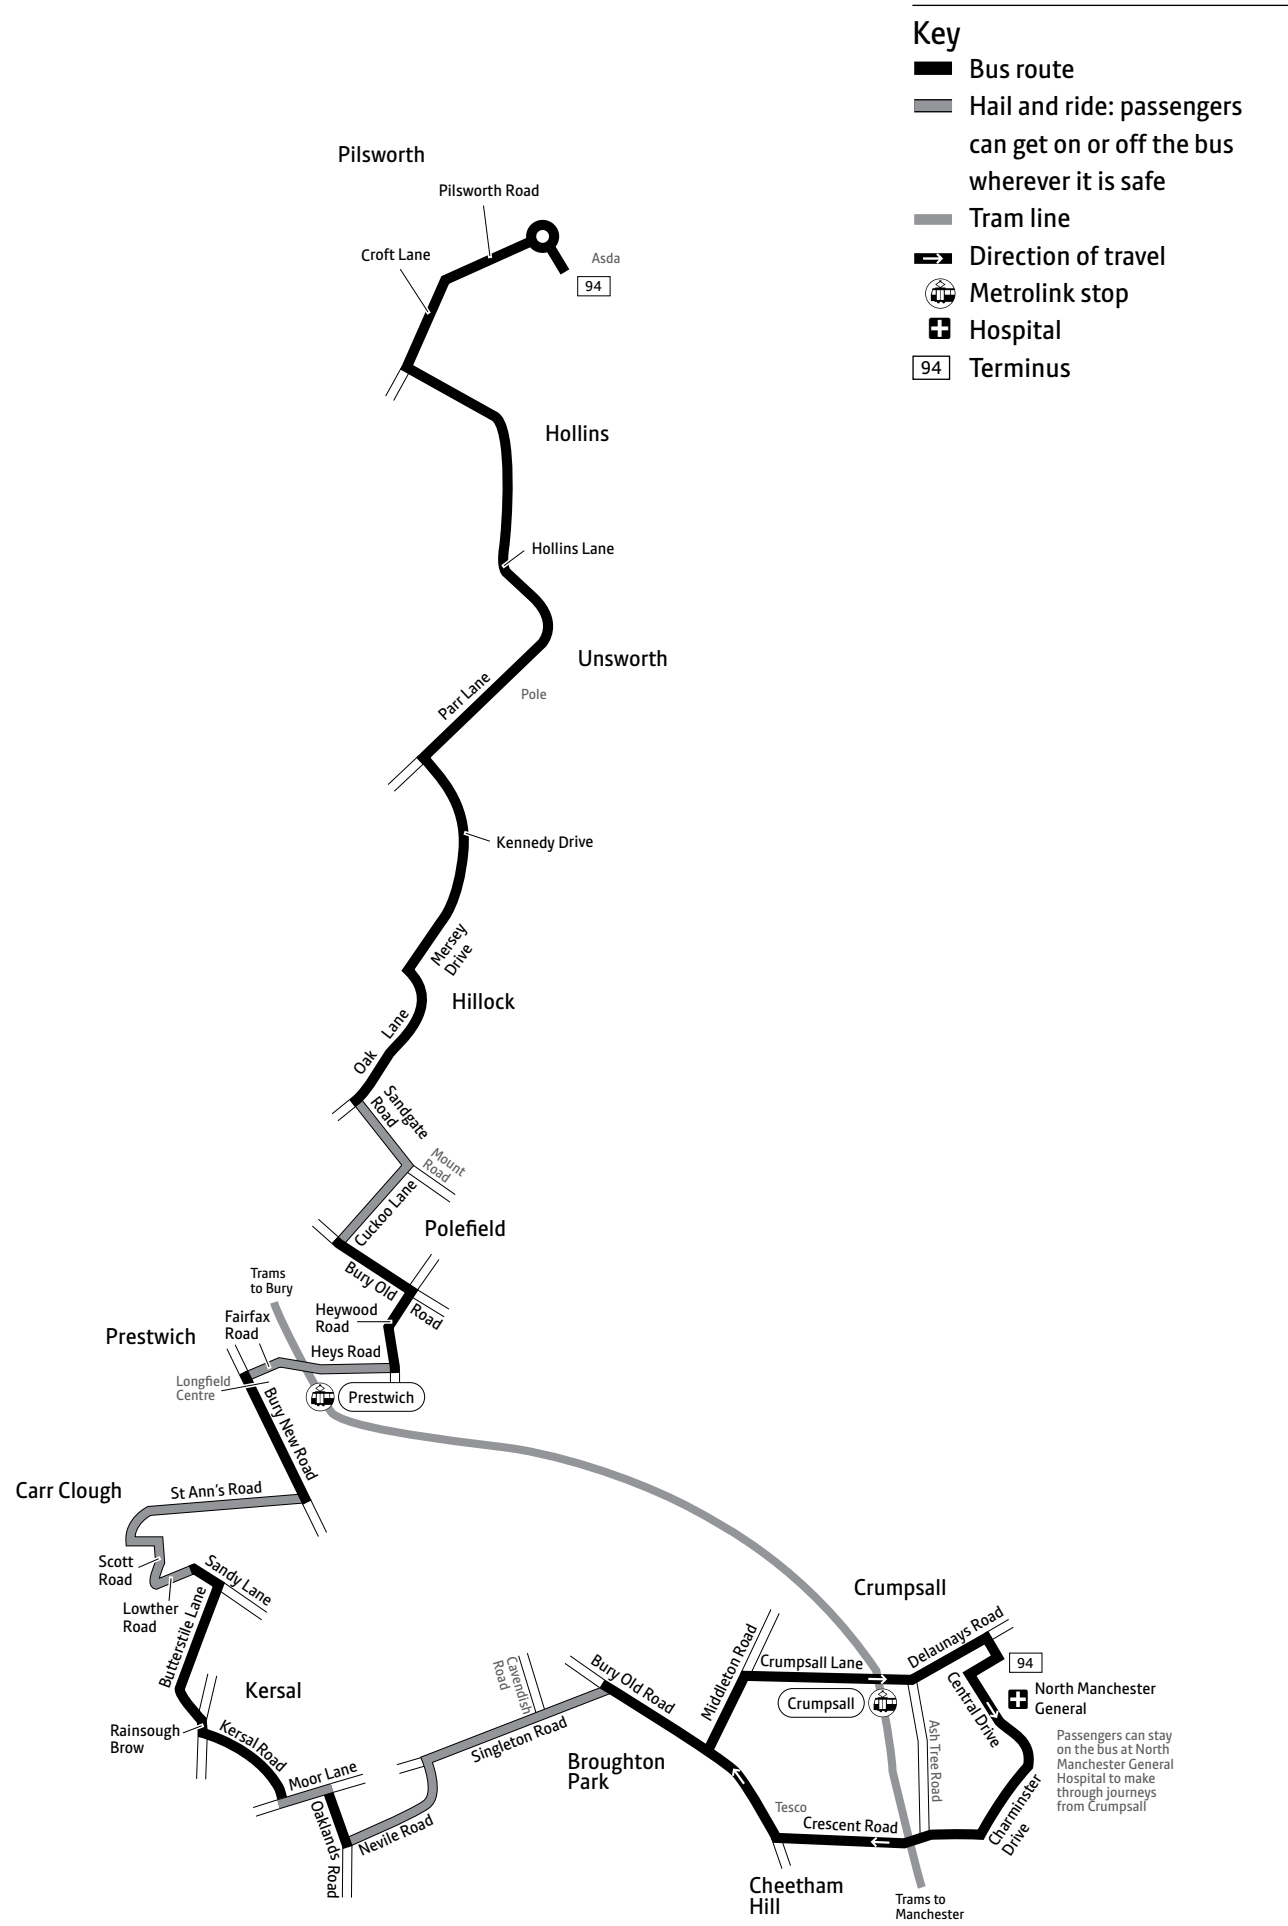 Key
Bus route
Hail and ride: passengers
can get on or off the bus
wherever it is safe
Tram line
Direction of travel
Metrolink stop
Hospital
94
Terminus
Pilsworth
Pilsworth Road
Croft Lane
Asda
94
Hollins
Hollins Lane
Unsworth
Parr Lane
Pole
Kennedy Drive
Mersey
Drive
Hillock
Oak Lane
Sandgate
Road
Mount
Road
Cuckoo Lane
Polefield
Bury Old Road
Trams
to Bury
Heywood
Road
Fairfax
Road
Prestwich
Heys Road
Longfield
Centre
Prestwich
Bury New Road
Carr Clough
St Ann's Road
Scott
Road
Sandy Lane
Lowther
Road
Butterstile Lane
Kersal
Rainsough
Brow
Kersal Road
Moor Lane
Oaklands Road
Nevile Road
Singleton Road
Cavendish
Road
Bury Old Road
Broughton
Park
Middleton Road
Crumpsall
Crumpsall Lane
Delaunays Road
Crumpsall
94
North Manchester
General
Central Drive
Ash Tree Road
Passengers can stay
on the bus at North
Manchester General
Hospital to make
through journeys
from Crumpsall
Charminster
Drive
Tesco
Crescent Road
Cheetham
Hill
Trams to
Manchester